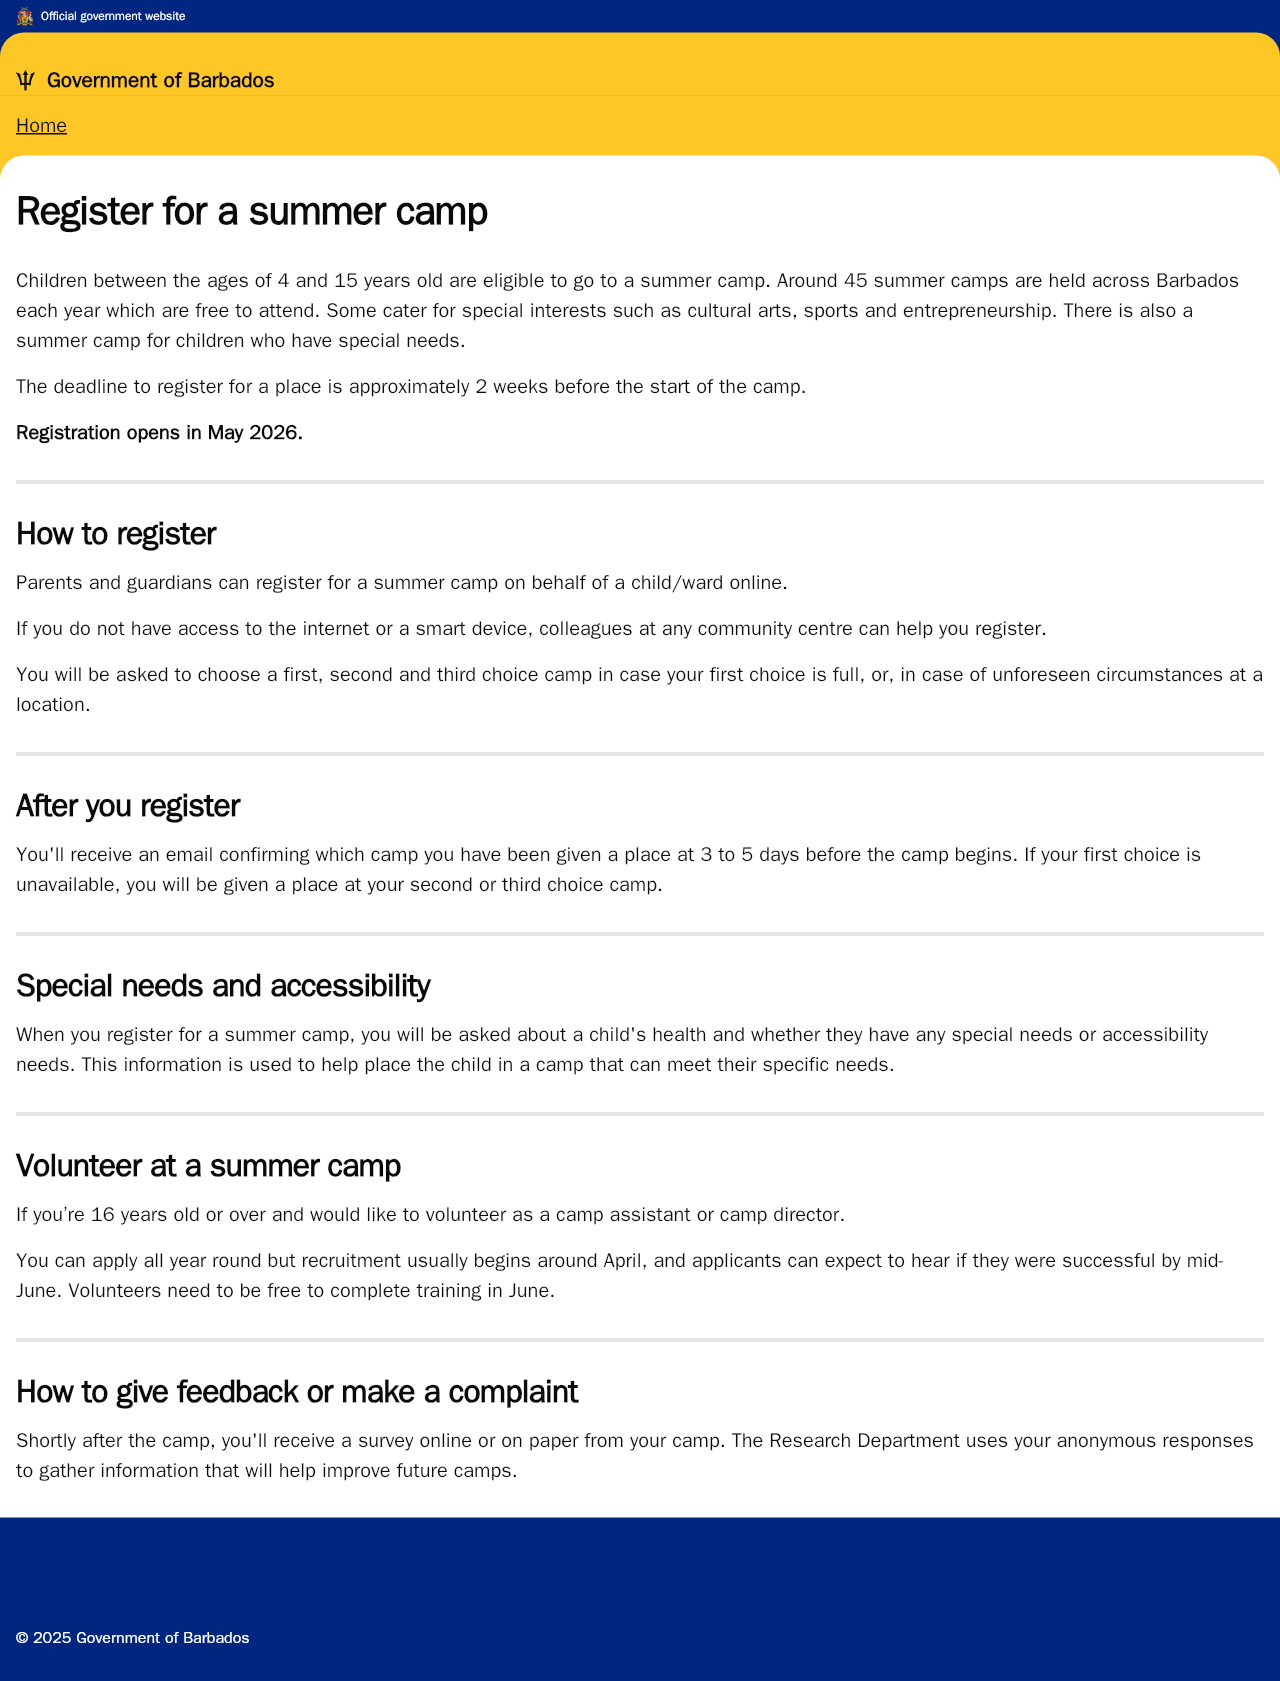 Official government website
Government of Barbados
Home
Register for a summer camp
Children between the ages of 4 and 15 years old are eligible to go to a summer camp. Around 45 summer camps are held across Barbados
each year which are free to attend. Some cater for special interests such as cultural arts, sports and entrepreneurship. There is also a
summer camp for children who have special needs.
The deadline to register for a place is approximately 2 weeks before the start of the camp.
Registration opens in May 2026.
How to register
Parents and guardians can register for a summer camp on behalf of a child/ward online.
If you do not have access to the internet or a smart device, colleagues at any community centre can help you register.
You will be asked to choose a first, second and third choice camp in case your first choice is full, or, in case of unforeseen circumstances at a
location.
After you register
You'll receive an email confirming which camp you have been given a place at 3 to 5 days before the camp begins. If your first choice is
unavailable, you will be given a place at your second or third choice camp.
Special needs and accessibility
When you register for a summer camp, you will be asked about a child's health and whether they have any special needs or accessibility
needs. This information is used to help place the child in a camp that can meet their specific needs.
Volunteer at a summer camp
If you’re 16 years old or over and would like to volunteer as a camp assistant or camp director.
You can apply all year round but recruitment usually begins around April, and applicants can expect to hear if they were successful by mid-
June. Volunteers need to be free to complete training in June.
How to give feedback or make a complaint
Shortly after the camp, you'll receive a survey online or on paper from your camp. The Research Department uses your anonymous responses
to gather information that will help improve future camps.
© 2025 Government of Barbados